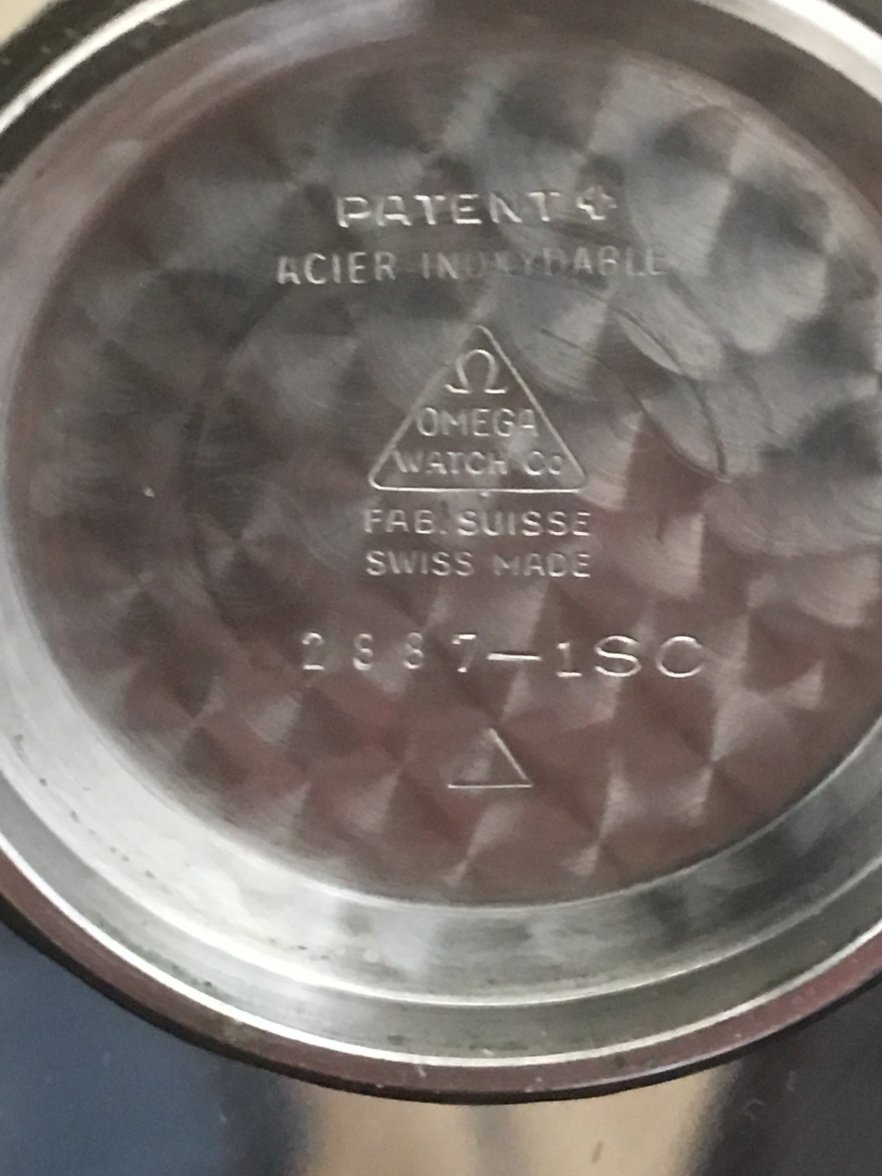 PATENT ✚
ACIER INOXYDABLE
Ω
OMEGA
WATCH Co
FAB. SUISSE
SWISS MADE
2887-1SC